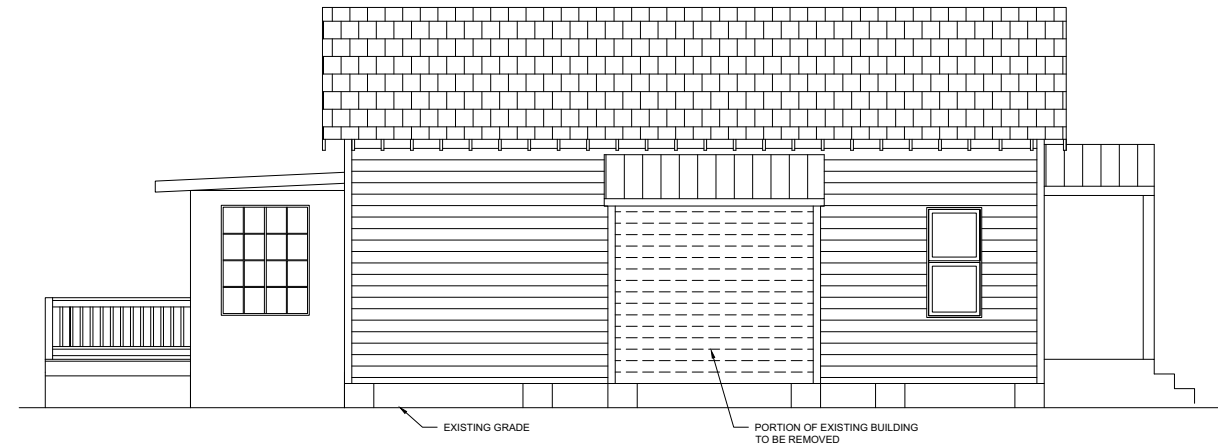 EXISTING GRADE
PORTION OF EXISTING BUILDING
TO BE REMOVED